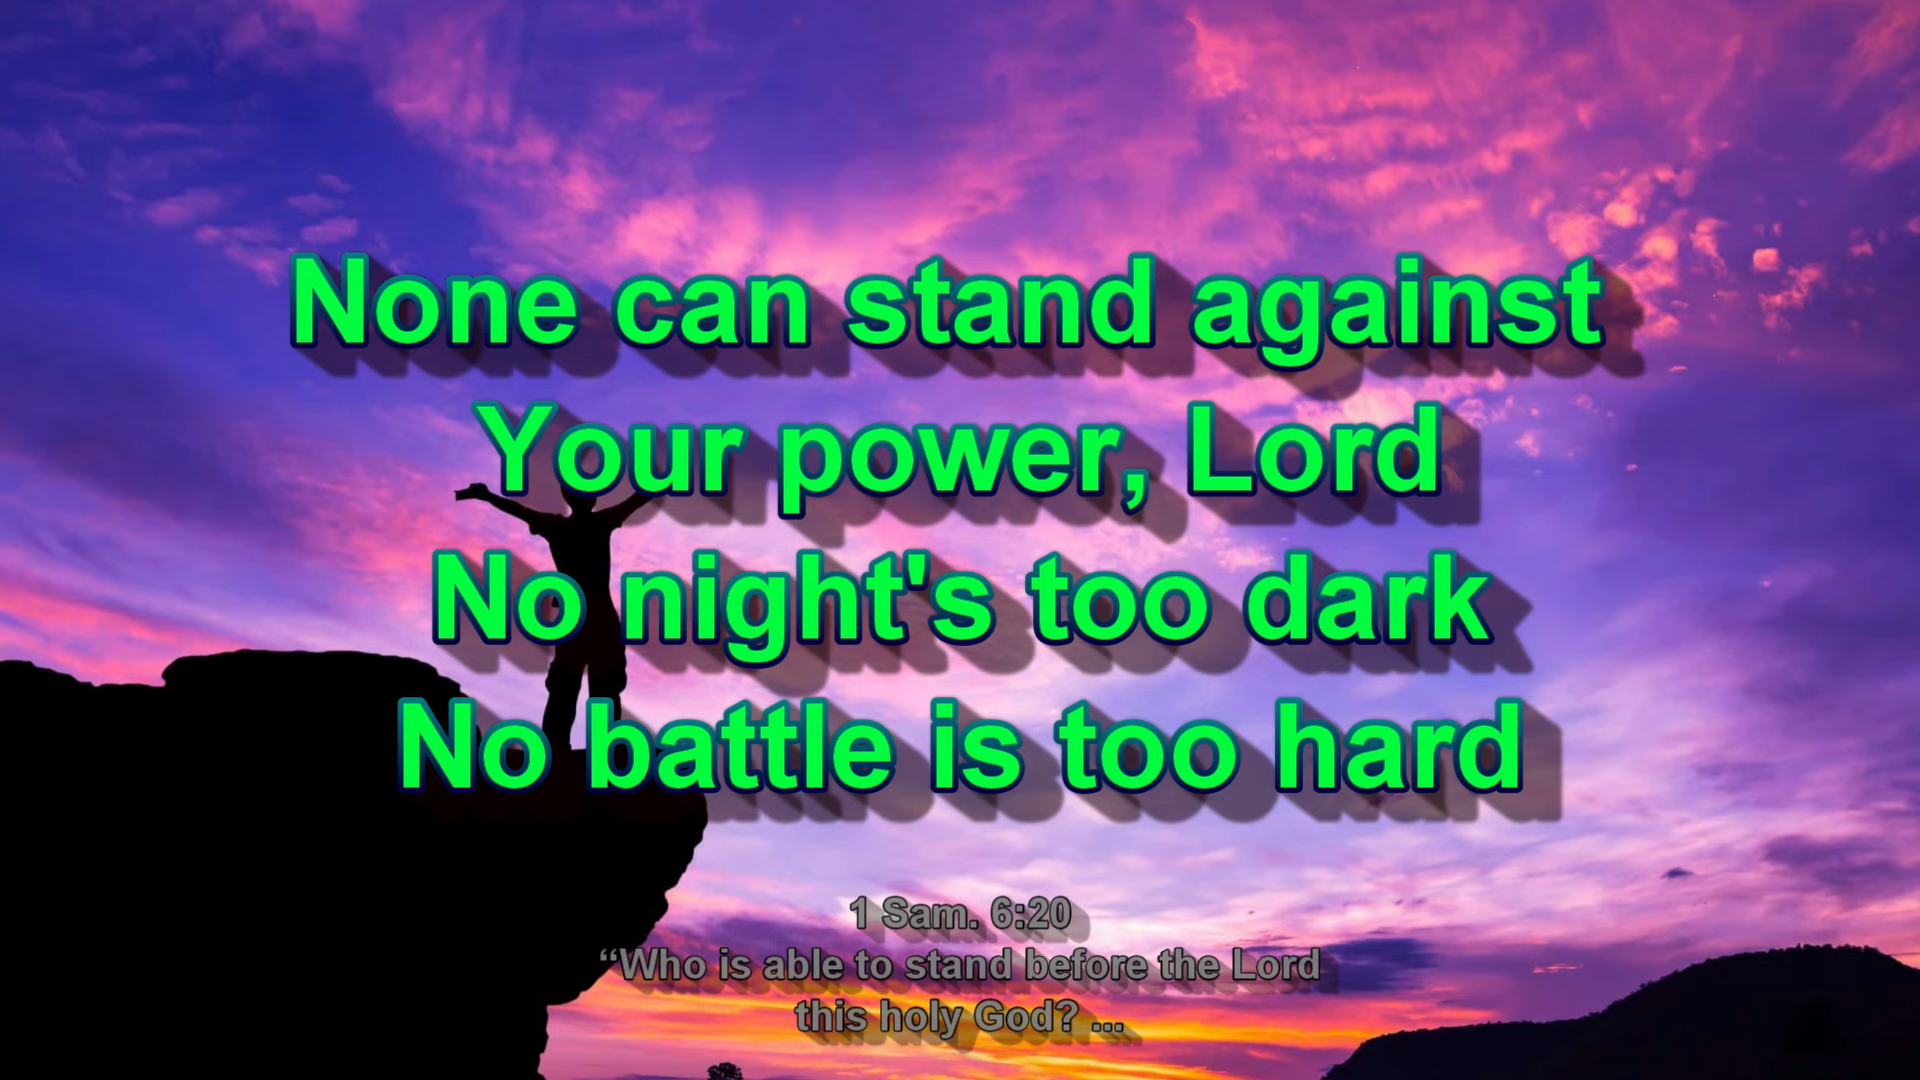 None can stand against
Your power, Lord
No night's too dark
No battle is too hard
1 Sam. 6:20
“Who is able to stand before the Lord
this holy God? ...